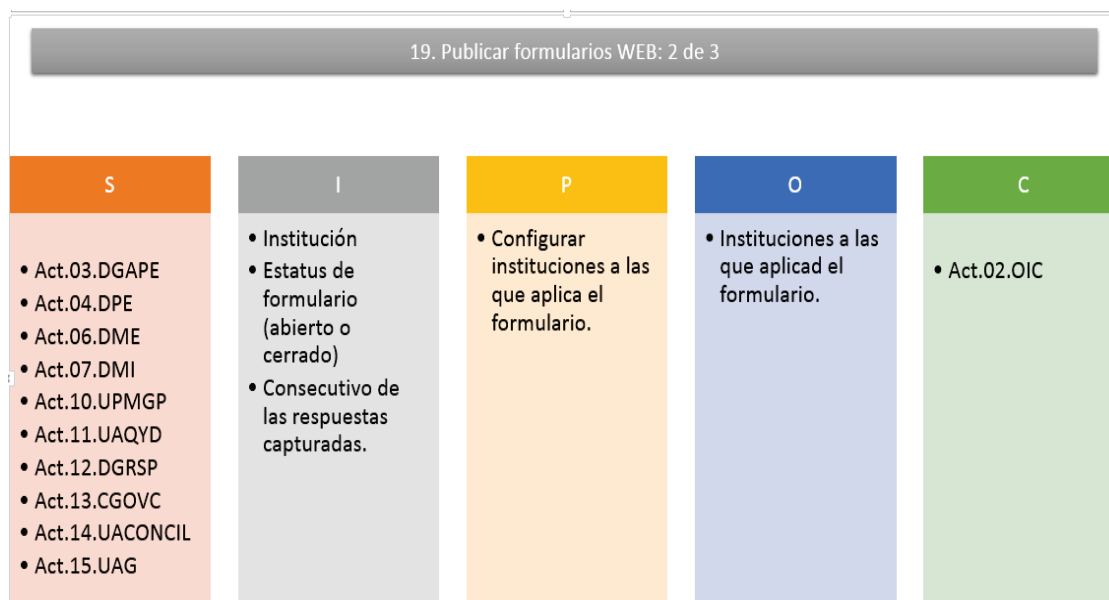 19. Publicar formularios WEB: 2 de 3
S
• Act.03.DGAPE
• Act.04.DPE
• Act.06.DME
• Act.07.DMI
• Act.10.UPMGP
• Act.11.UAQYD
• Act.12.DGRSP
• Act.13.CGOVC
• Act.14.UACONCIL
• Act.15.UAG
I
• Institución
• Estatus de
formulario
(abierto o
cerrado)
• Consecutivo de
las respuestas
capturadas.
P
• Configurar
instituciones a las
que aplica el
formulario.
O
• Instituciones a las
que aplicad el
formulario.
C
• Act.02.OIC